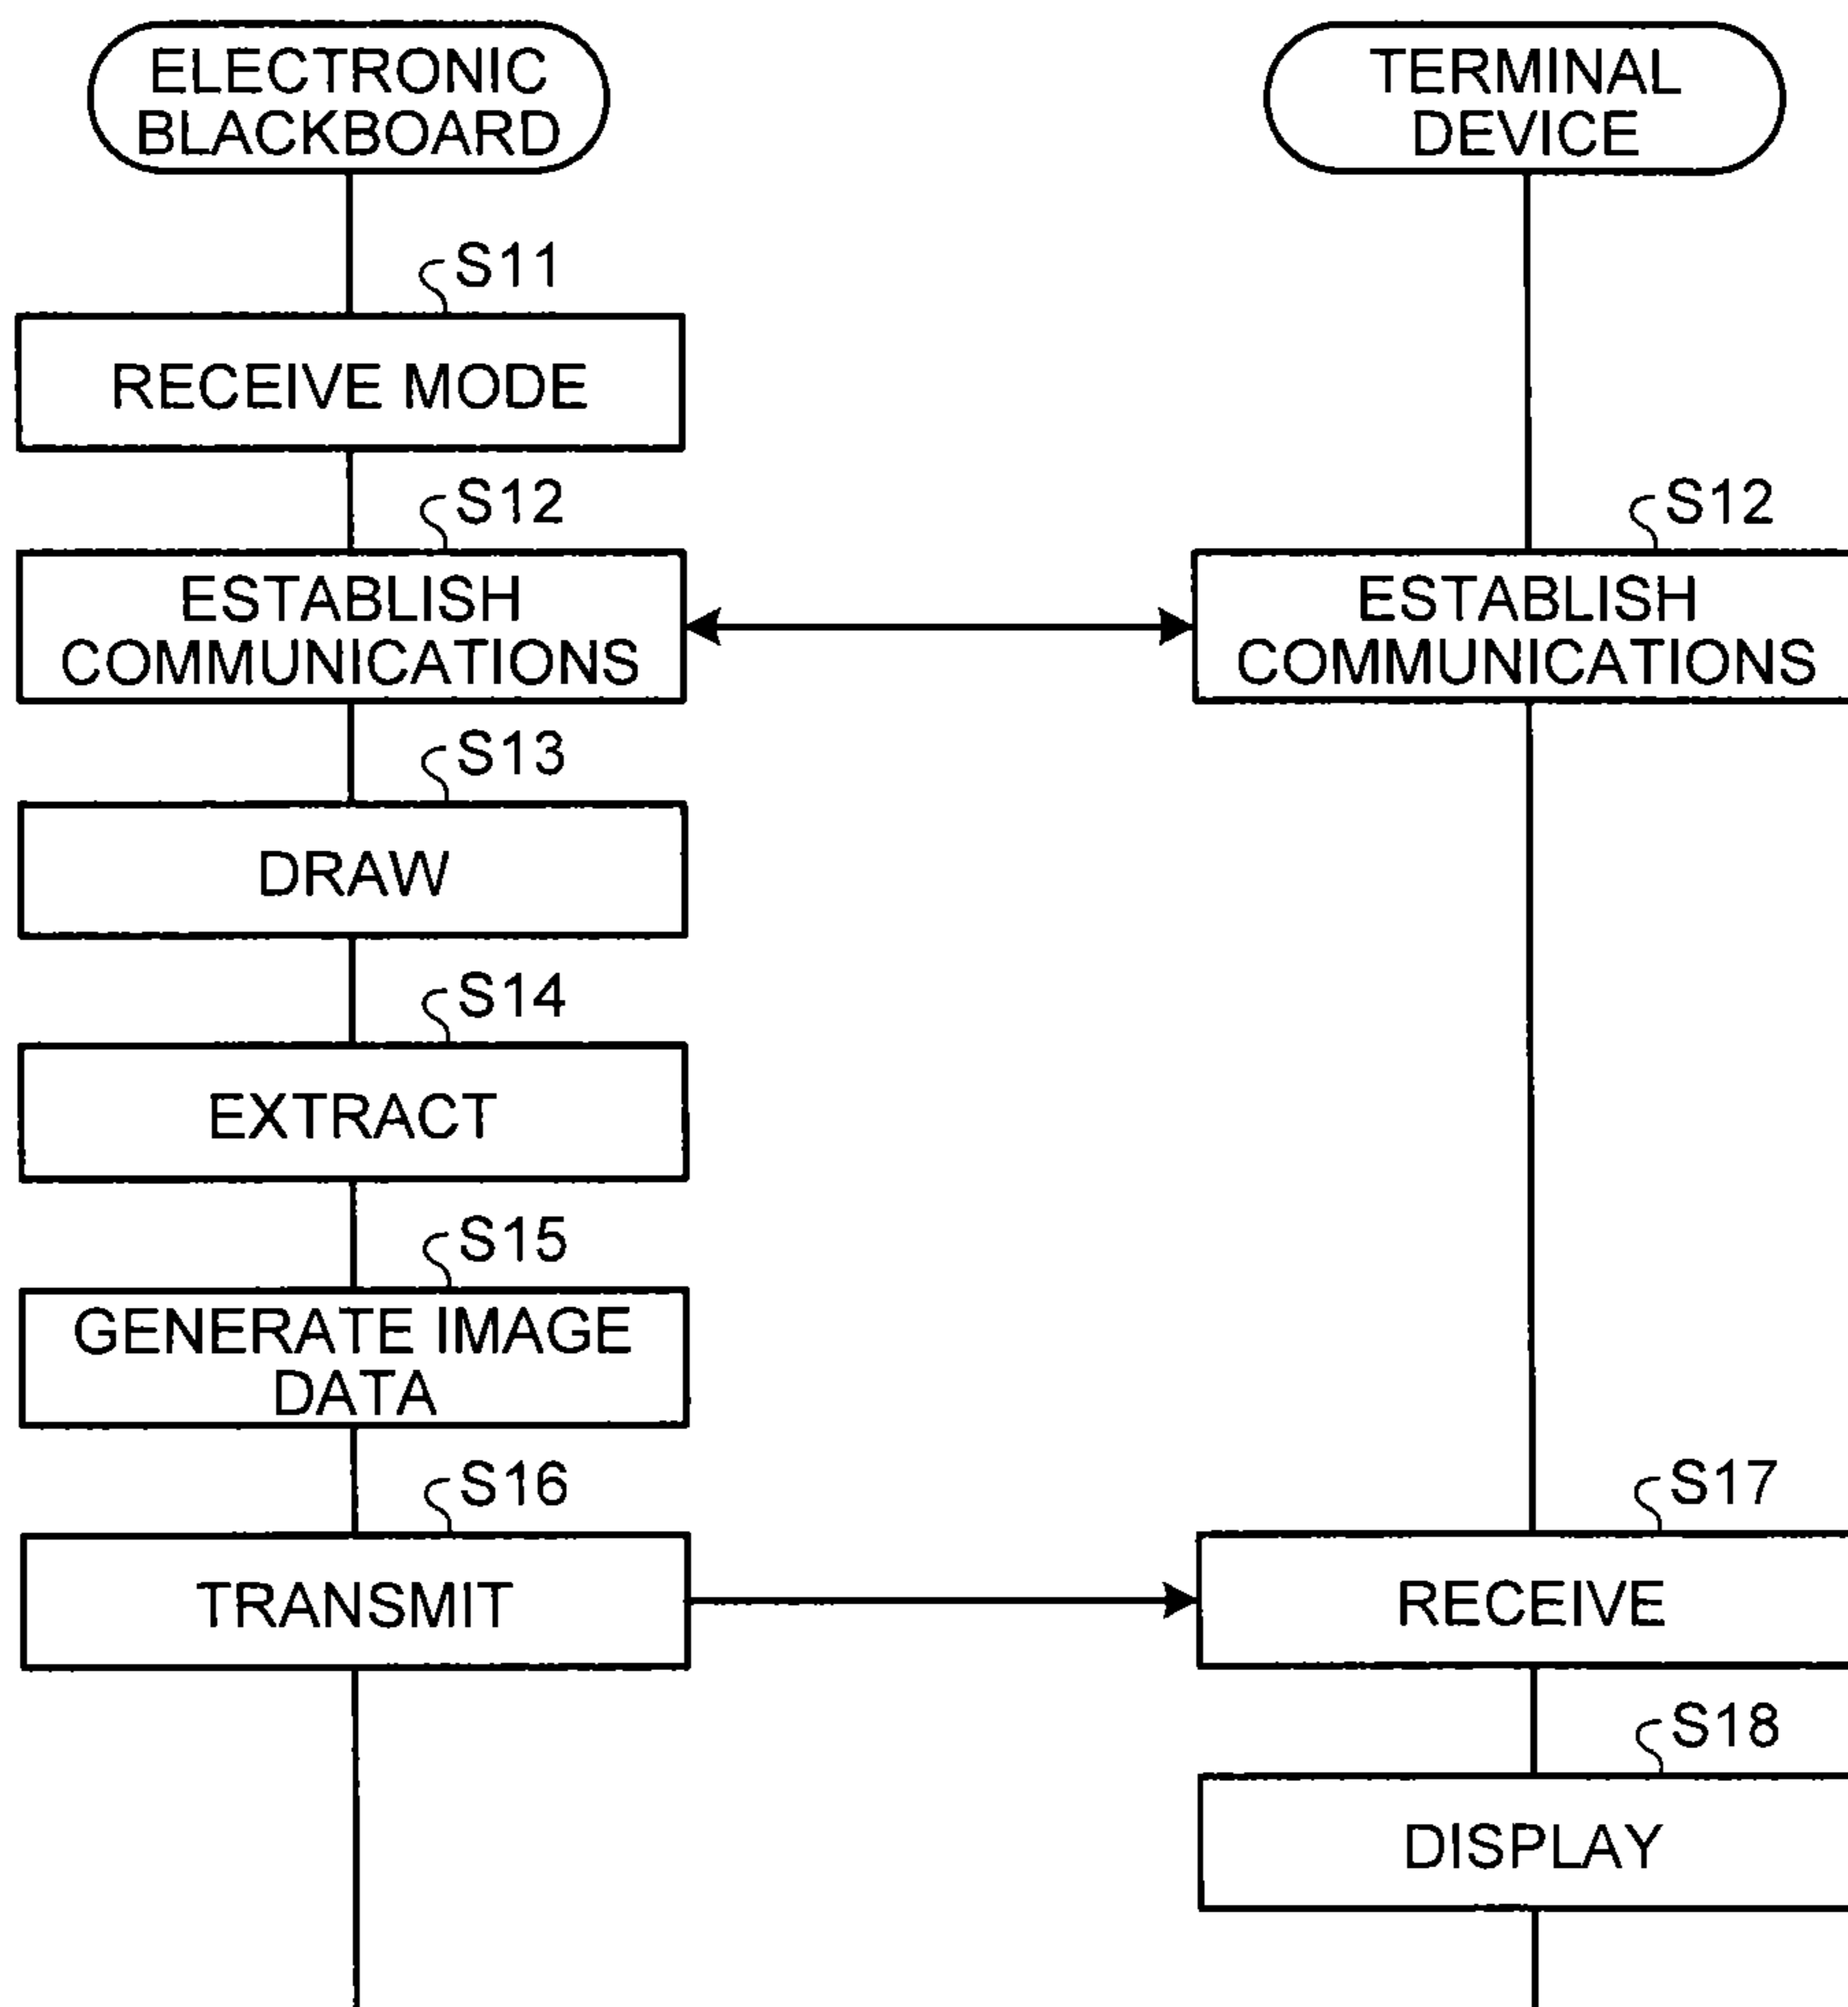 ELECTRONIC
BLACKBOARD
TERMINAL
DEVICE
S11
RECEIVE MODE
S12
S12
ESTABLISH
COMMUNICATIONS
ESTABLISH
COMMUNICATIONS
S13
DRAW
S14
EXTRACT
S15
GENERATE IMAGE
DATA
S16
S17
TRANSMIT
RECEIVE
S18
DISPLAY